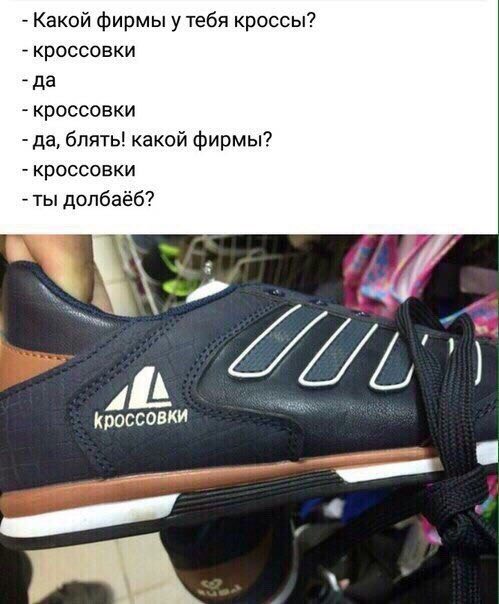 - Какой фирмы у тебя кроссы?
- кроссовки
- да
- кроссовки
- да, блять! какой фирмы?
- кроссовки
- ты долбаёб?
кроссовки